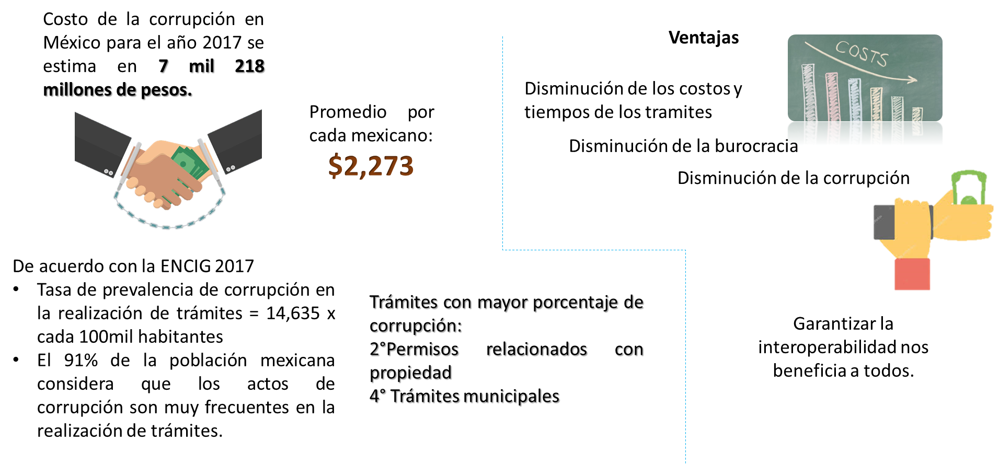 Costo de la corrupción en
México para el año 2017 se
estima en 7 mil 218
millones de pesos.
Promedio por
cada mexicano:
$2,273
De acuerdo con la ENCIG 2017
• Tasa de prevalencia de corrupción en
la realización de trámites = 14,635 x
cada 100mil habitantes
• El 91% de la población mexicana
considera que los actos de
corrupción son muy frecuentes en la
realización de trámites.
Trámites con mayor porcentaje de
corrupción:
2°Permisos relacionados con
propiedad
4° Trámites municipales
Ventajas
COSTS
Disminución de los costos y
tiempos de los tramites
Disminución de la burocracia
Disminución de la corrupción
Garantizar la
interoperabilidad nos
beneficia a todos.